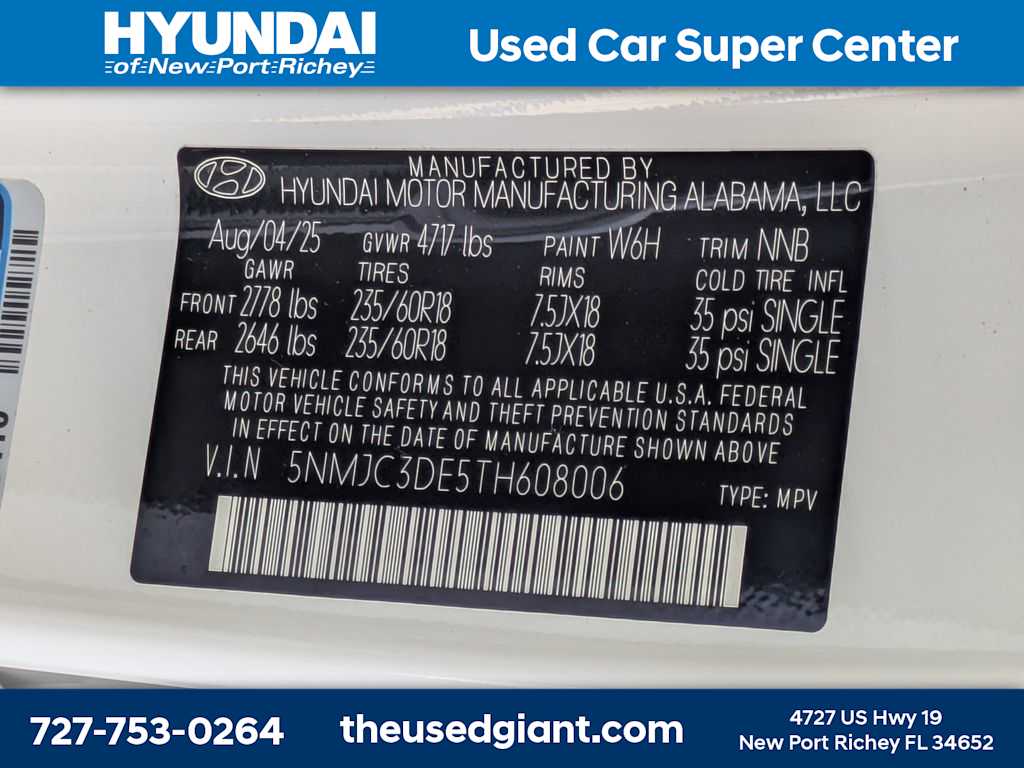 HYUNDAI
of New Port Richey
Used Car Super Center
MANUFACTURED BY
HYUNDAI MOTOR MANUFACTURING ALABAMA, LLC
Aug/04/25 GVWR 4717 lbs PAINT W6H TRIM NNB
GAWR TIRES RIMS COLD TIRE INFL
FRONT 2778 lbs 235/60R18 7.5JX18 35 psi SINGLE
REAR 2646 lbs 235/60R18 7.5JX18 35 psi SINGLE
THIS VEHICLE CONFORMS TO ALL APPLICABLE U.S.A. FEDERAL
MOTOR VEHICLE SAFETY AND THEFT PREVENTION STANDARDS
IN EFFECT ON THE DATE OF MANUFACTURE SHOWN ABOVE
V.I.N 5NMJC3DE5TH608006
TYPE: MPV
727-753-0264
theusedgiant.com
4727 US Hwy 19
New Port Richey FL 34652